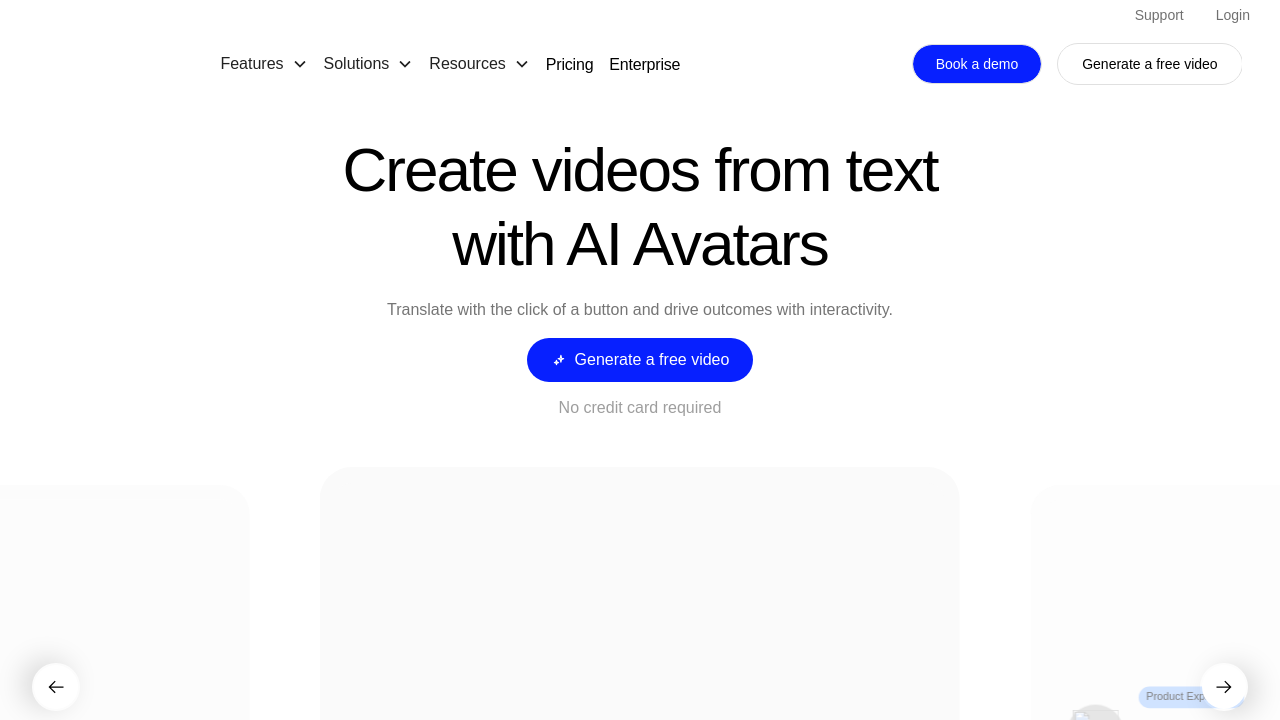 Support Login
Features Solutions Resources Pricing Enterprise Book a demo Generate a free video
Create videos from text
with AI Avatars
Translate with the click of a button and drive outcomes with interactivity.
Generate a free video
No credit card required
Product